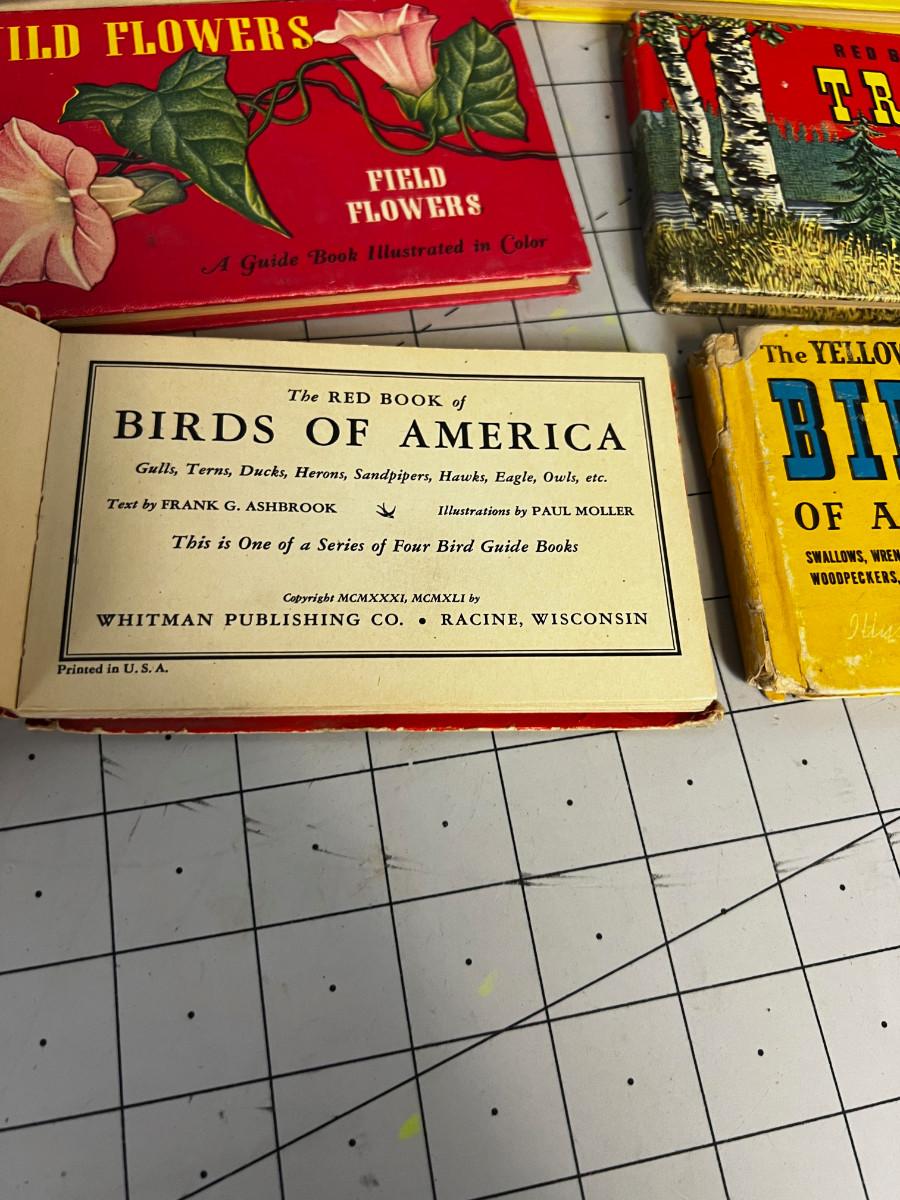 ILD FLOWERS
FIELD
FLOWERS
A Guide Book Illustrated in Color
RED B
TR
The RED BOOK of
BIRDS OF AMERICA
Gulls, Terns, Ducks, Herons, Sandpipers, Hawks, Eagle, Owls, etc.
Text by FRANK G. ASHBROOK
Illustrations by PAUL MOLLER
This is One of a Series of Four Bird Guide Books
Copyright MCMXXXI, MCMXLI by
WHITMAN PUBLISHING CO. • RACINE, WISCONSIN
Printed in U. S. A.
The YELLOW
BI
OF A
SWALLOWS, WREN
WOODPECKERS,